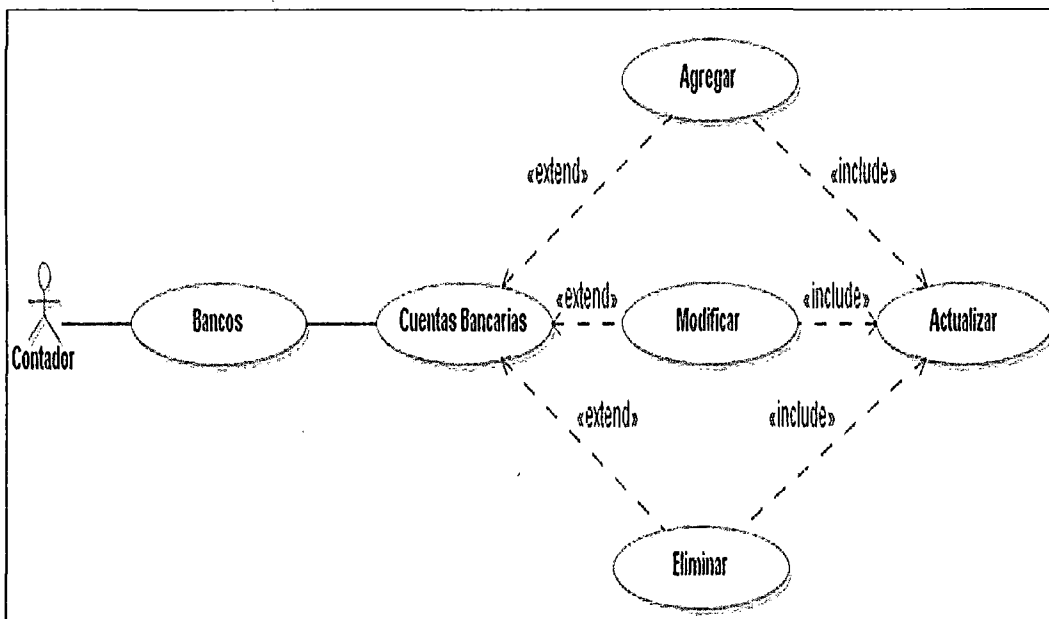 Agregar
«extend»
«include»
Contador
Bancos
Cuentas Bancarias
«extend»
Modificar
«include»
Actualizar
«extend»
«include»
Eliminar